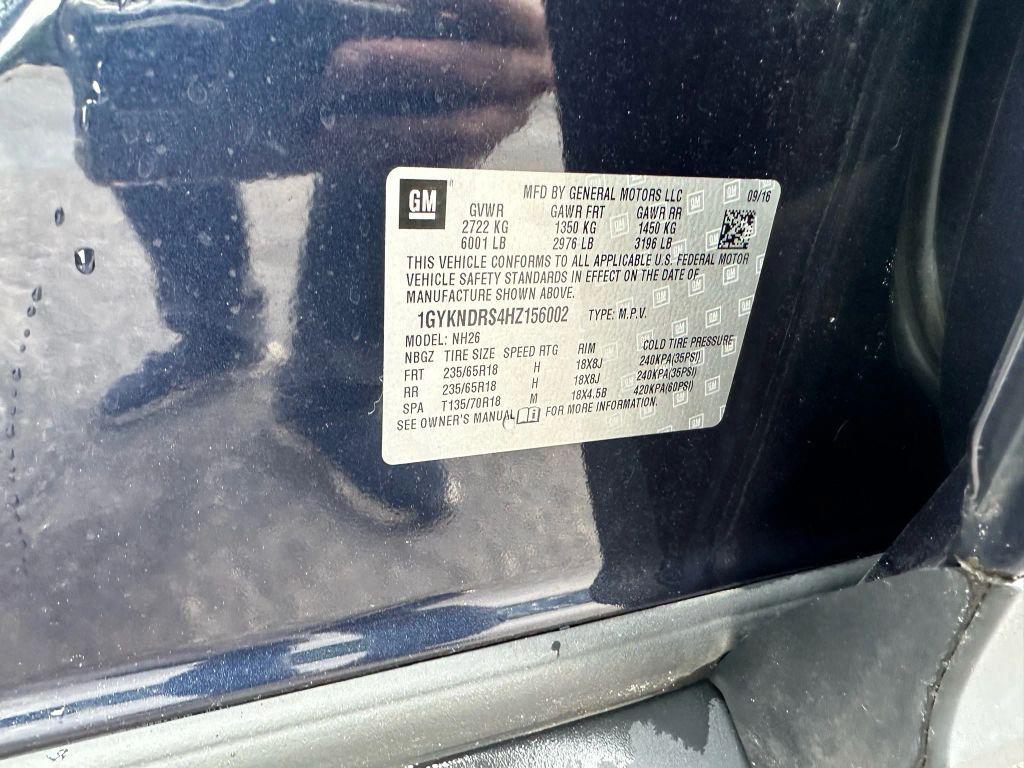 GM MFD BY GENERAL MOTORS LLC 09/16
GVWR GAWR FRT GAWR RR
2722 KG 1350 KG 1450 KG
6001 LB 2976 LB 3196 LB
THIS VEHICLE CONFORMS TO ALL APPLICABLE U.S. FEDERAL MOTOR
VEHICLE SAFETY STANDARDS IN EFFECT ON THE DATE OF
MANUFACTURE SHOWN ABOVE.
1GYKNDRS4HZ156002 TYPE: M.P.V.
MODEL: NH26
NBGZ TIRE SIZE SPEED RTG RIM COLD TIRE PRESSURE
FRT 235/65R18 H 18X8J 240KPA(35PSI)
RR 235/65R18 H 18X8J 240KPA(35PSI)
SPA T135/70R18 M 18X4.5B 420KPA(60PSI)
SEE OWNER'S MANUAL FOR MORE INFORMATION.